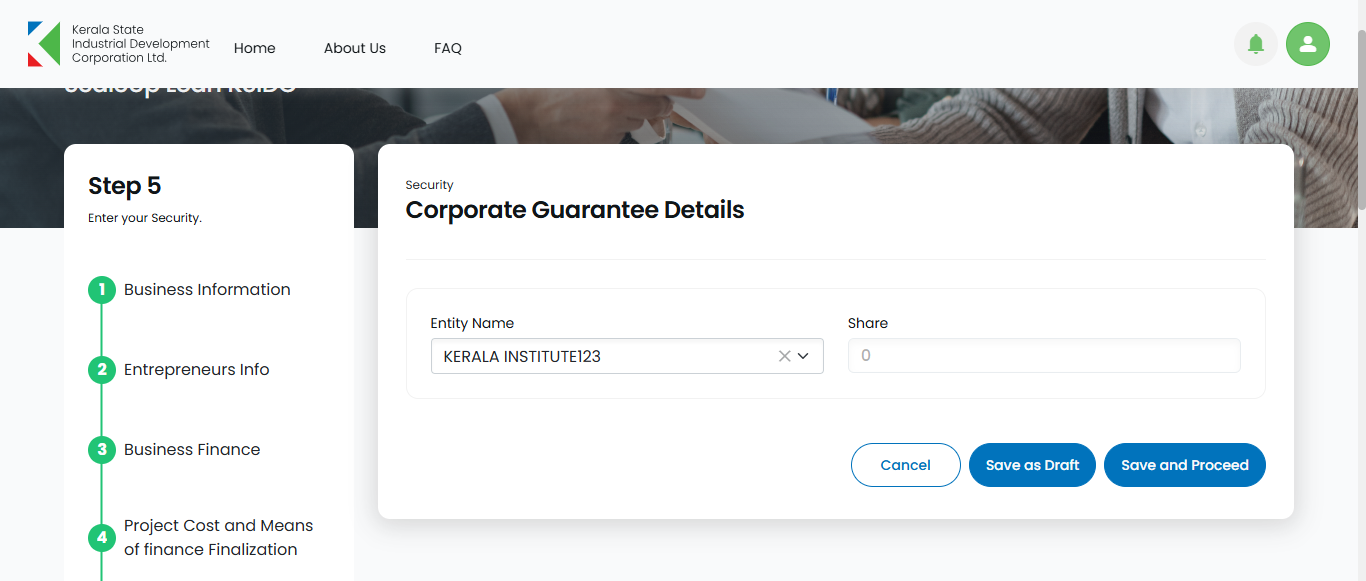 Kerala State
Industrial Development
Corporation Ltd.
Home
About Us
FAQ
Step 5
Enter your Security.
1 Business Information
2 Entrepreneurs Info
3 Business Finance
4 Project Cost and Means
of finance Finalization
Security
Corporate Guarantee Details
Entity Name
KERALA INSTITUTE123
Share
0
Cancel
Save as Draft
Save and Proceed